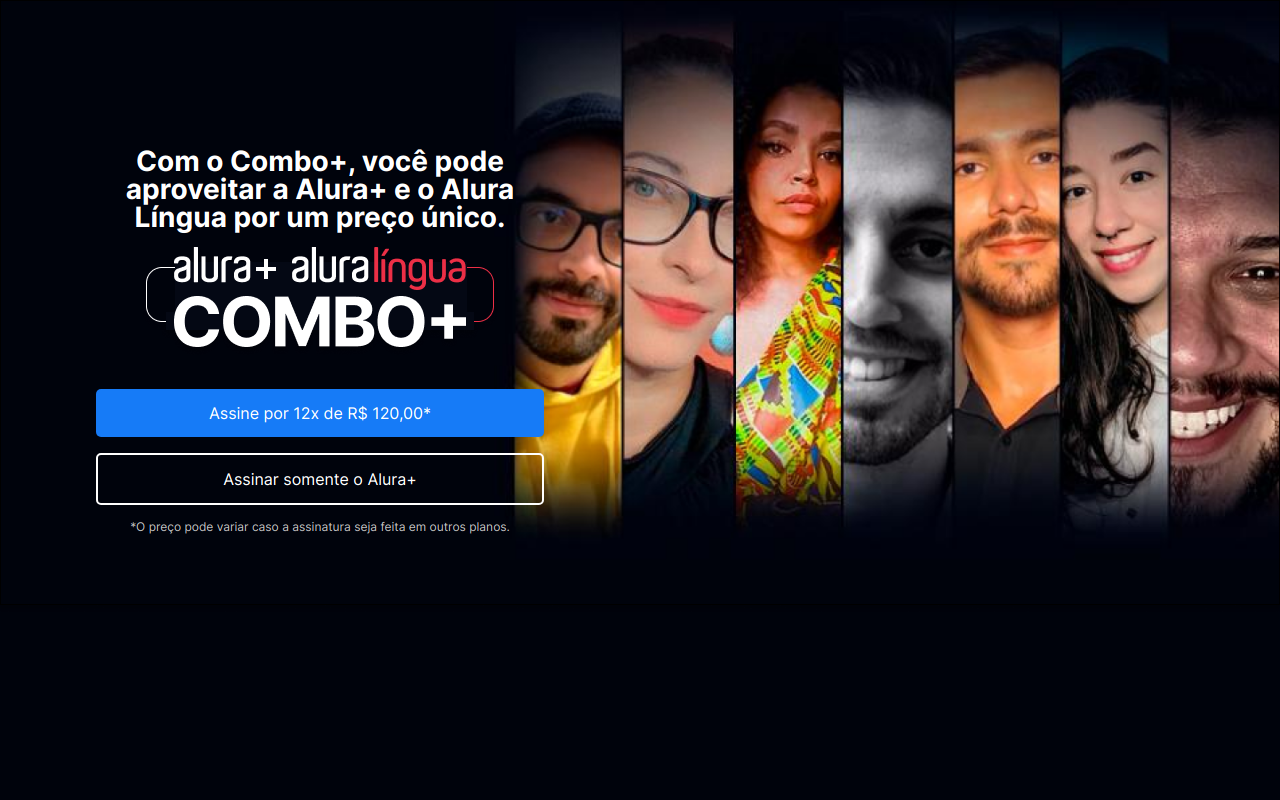 Com o Combo+, você pode
aproveitar a Alura+ e o Alura
Língua por um preço único.
alura+ aluralíngua
COMBO+
Assine por 12x de R$ 120,00*
Assinar somente o Alura+
*O preço pode variar caso a assinatura seja feita em outros planos.